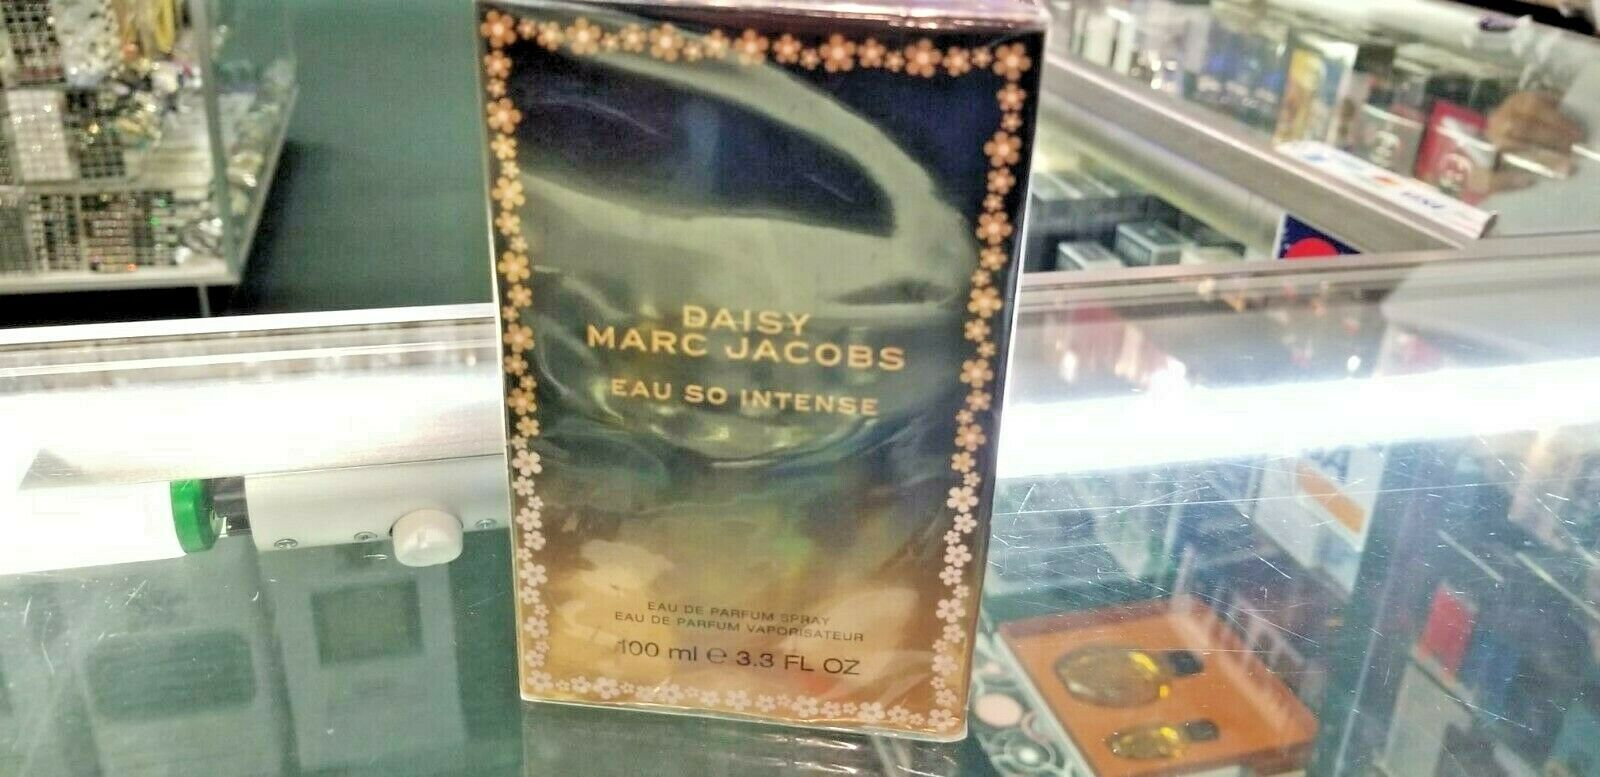 DAISY
MARC JACOBS
EAU SO INTENSE
EAU DE PARFUM SPRAY
EAU DE PARFUM VAPORISATEUR
100 ml e 3.3 FL OZ